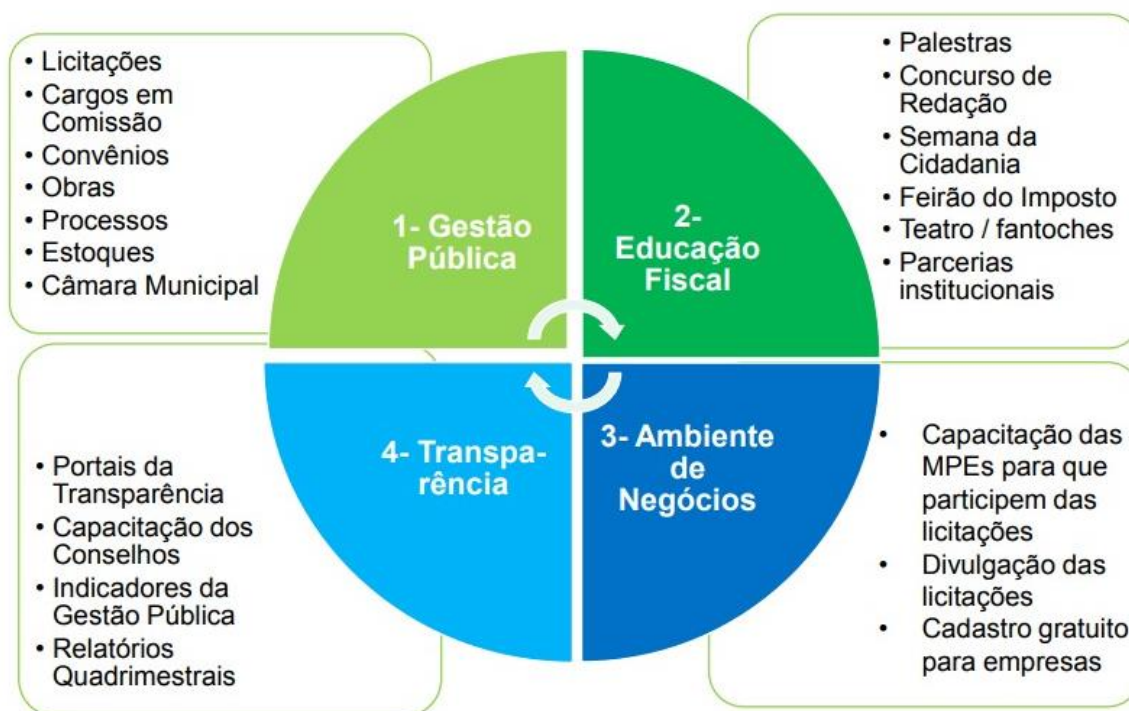 • Licitações
• Cargos em
Comissão
• Convênios
• Obras
• Processos
• Estoques
• Câmara Municipal
1- Gestão
Pública
2-
Educação
Fiscal
• Palestras
• Concurso de
Redação
• Semana da
Cidadania
• Feirão do Imposto
• Teatro / fantoches
• Parcerias
institucionais
3- Ambiente
de
Negócios
• Capacitação das
MPEs para que
participem das
licitações
• Divulgação das
licitações
• Cadastro gratuito
para empresas
4- Transpa-
rência
• Portais da
Transparência
• Capacitação dos
Conselhos
• Indicadores da
Gestão Pública
• Relatórios
Quadrimestrais